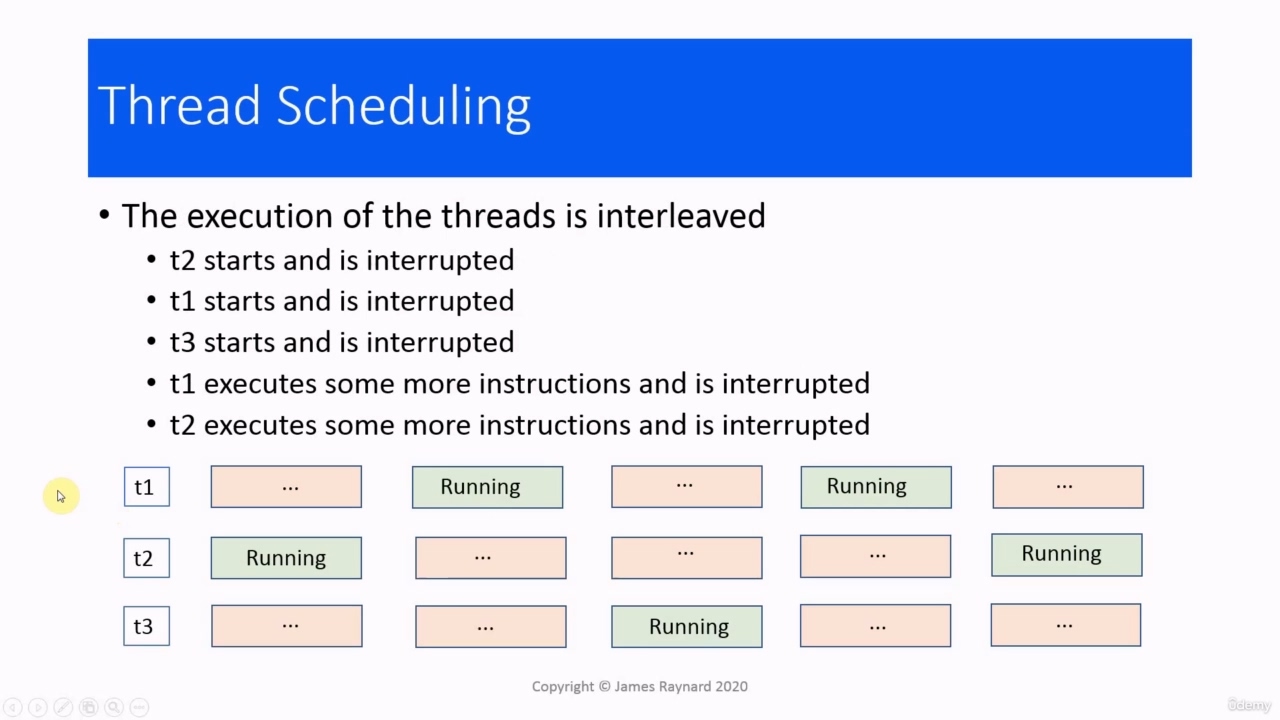 Thread Scheduling
• The execution of the threads is interleaved
• t2 starts and is interrupted
• t1 starts and is interrupted
• t3 starts and is interrupted
• t1 executes some more instructions and is interrupted
• t2 executes some more instructions and is interrupted
t1 ... Running ... Running ...
t2 Running ... ... ... Running
t3 ... ... Running ... ...
Copyright © James Raynard 2020
ûdemy